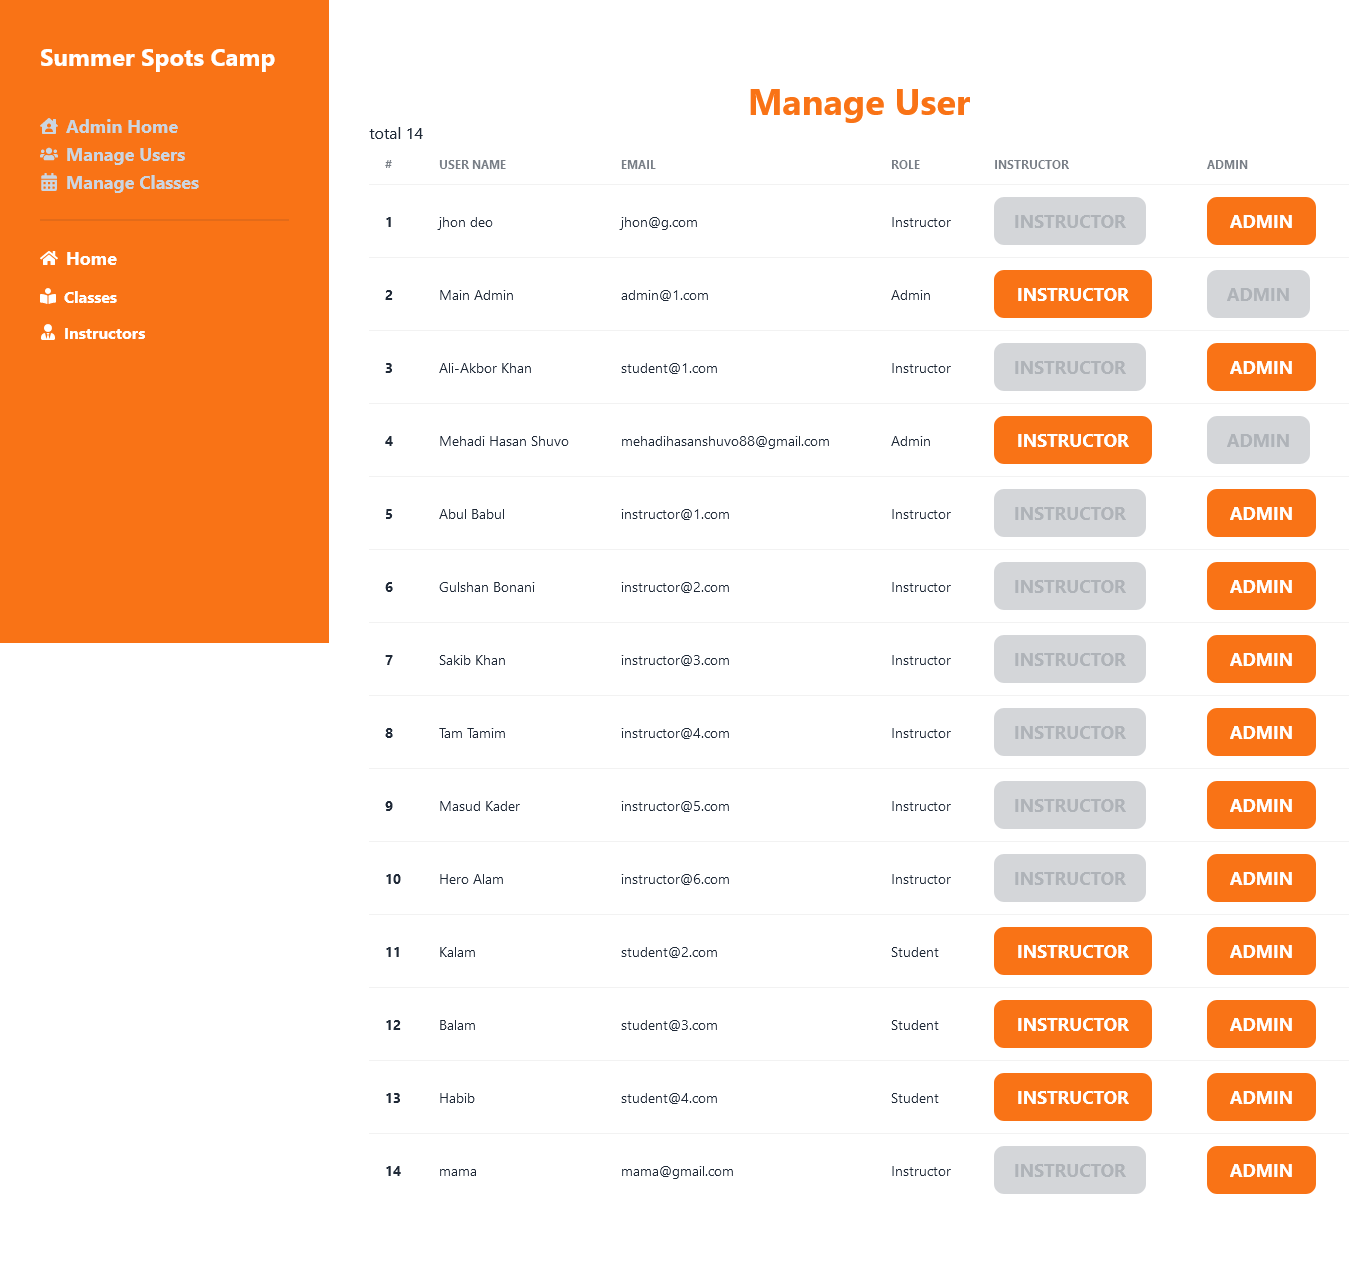 Summer Spots Camp
Admin Home
Manage Users
Manage Classes
Home
Classes
Instructors
Manage User
total 14
# USER NAME EMAIL ROLE INSTRUCTOR ADMIN
1 jhon deo jhon@g.com Instructor INSTRUCTOR ADMIN
2 Main Admin admin@1.com Admin INSTRUCTOR ADMIN
3 Ali-Akbor Khan student@1.com Instructor INSTRUCTOR ADMIN
4 Mehadi Hasan Shuvo mehadihasanshuvo88@gmail.com Admin INSTRUCTOR ADMIN
5 Abul Babul instructor@1.com Instructor INSTRUCTOR ADMIN
6 Gulshan Bonani instructor@2.com Instructor INSTRUCTOR ADMIN
7 Sakib Khan instructor@3.com Instructor INSTRUCTOR ADMIN
8 Tam Tamim instructor@4.com Instructor INSTRUCTOR ADMIN
9 Masud Kader instructor@5.com Instructor INSTRUCTOR ADMIN
10 Hero Alam instructor@6.com Instructor INSTRUCTOR ADMIN
11 Kalam student@2.com Student INSTRUCTOR ADMIN
12 Balam student@3.com Student INSTRUCTOR ADMIN
13 Habib student@4.com Student INSTRUCTOR ADMIN
14 mama mama@gmail.com Instructor INSTRUCTOR ADMIN